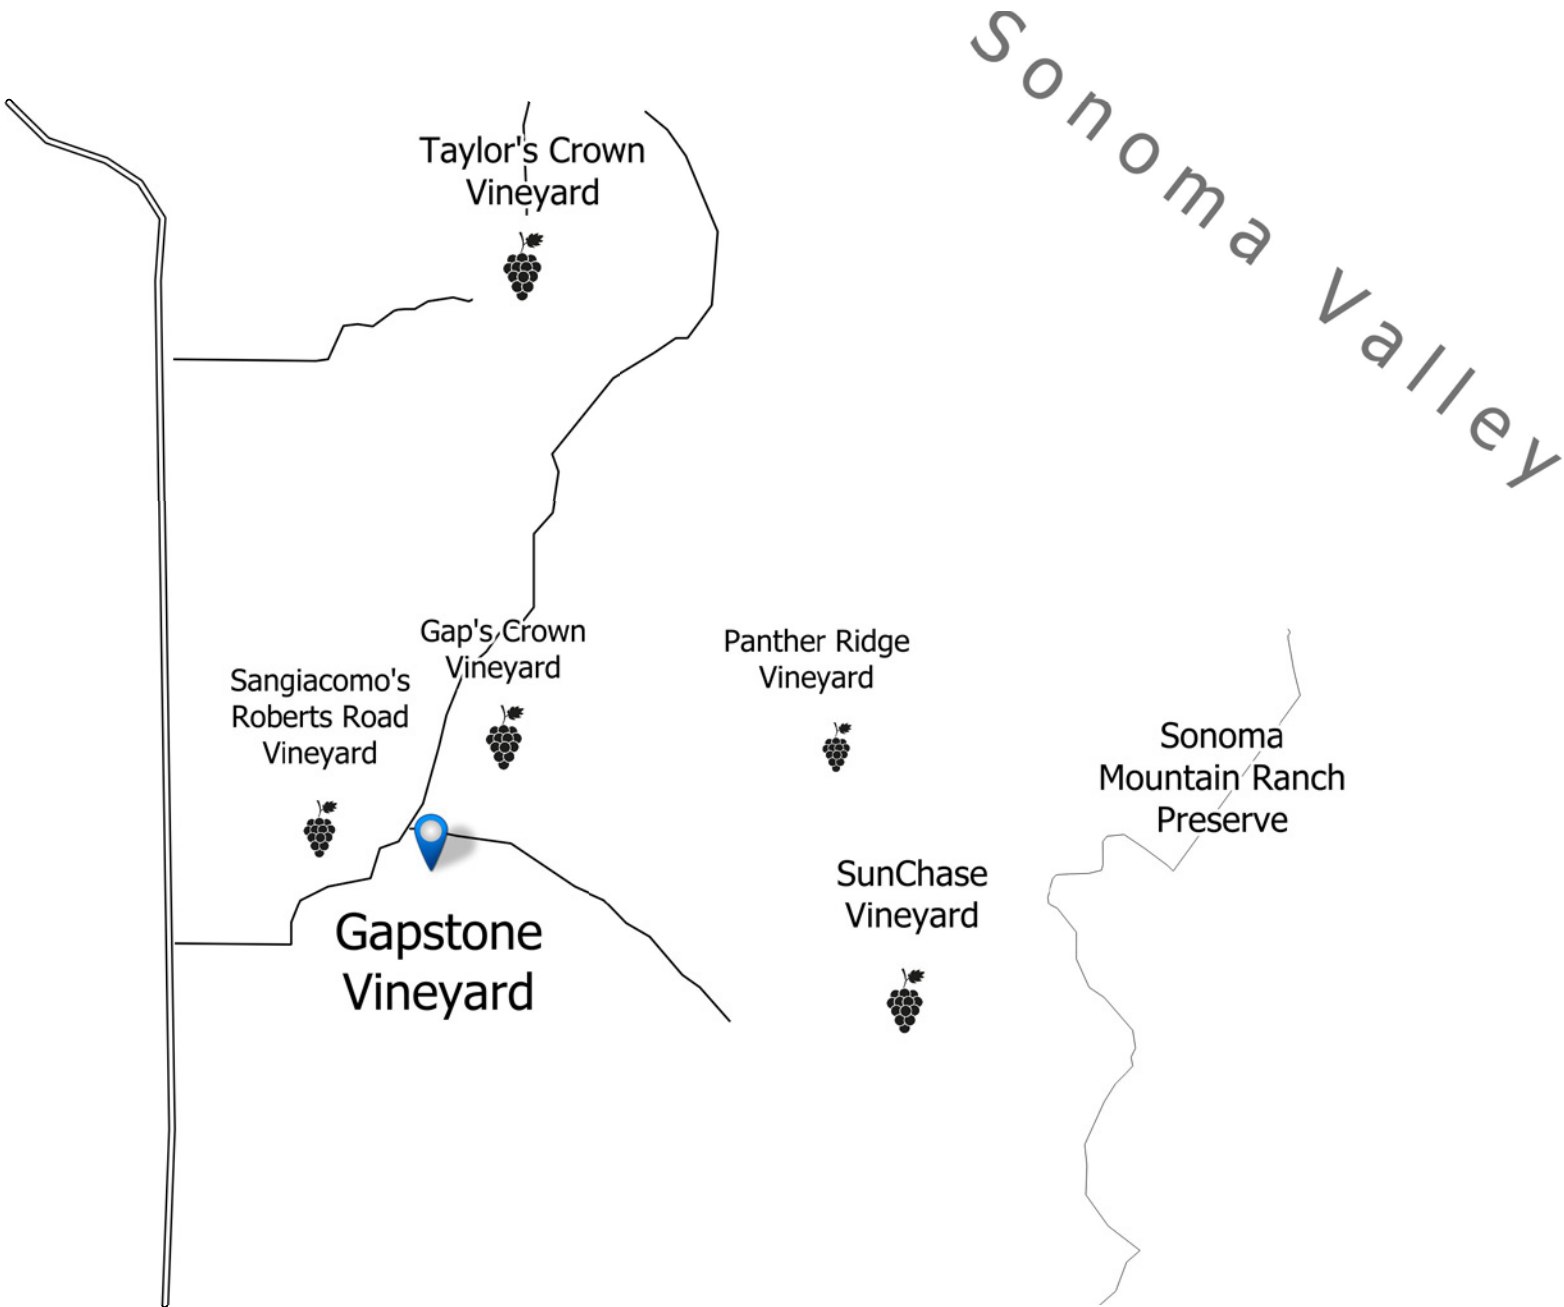 Sonoma Valley
Taylor's Crown
Vineyard
Gap's Crown
Vineyard
Panther Ridge
Vineyard
Sangiacomo's
Roberts Road
Vineyard
Sonoma
Mountain Ranch
Preserve
SunChase
Vineyard
Gapstone
Vineyard